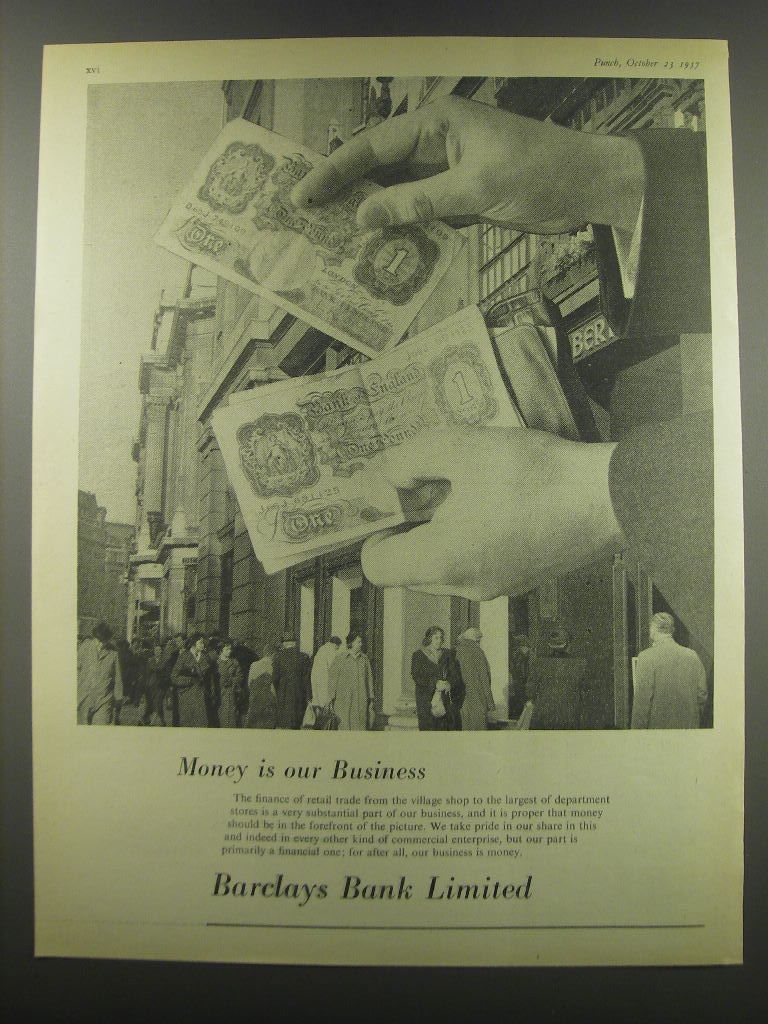 xvi
Punch, October 23 1957
London
1
BER
Bank of England
1
One
One
Money is our Business
The finance of retail trade from the village shop to the largest of department
stores is a very substantial part of our business, and it is proper that money
should be in the forefront of the picture. We take pride in our share in this
and indeed in every other kind of commercial enterprise, but our part is
primarily a financial one; for after all, our business is money.
Barclays Bank Limited